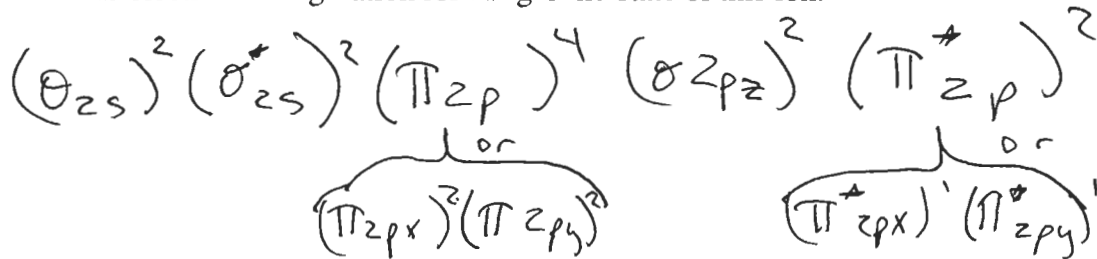 (σ2s)² (σ*2s)² (π2p)⁴ (σ2pz)² (π*2p)²
or or
(π2px)² (π2py)² (π*2px)¹ (π*2py)¹